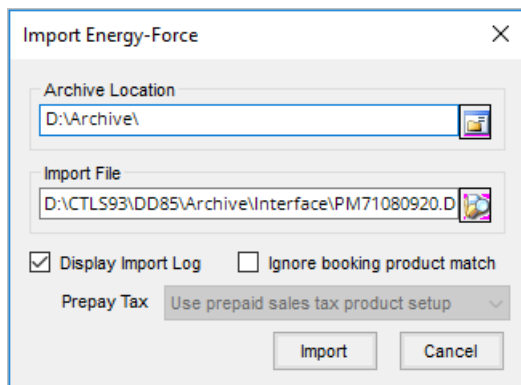 Import Energy-Force
Archive Location
D:\Archive\
Import File
D:\CTLS93\DD85\Archive\Interface\PM71080920.D
Display Import Log Ignore booking product match
Prepay Tax Use prepaid sales tax product setup
Import Cancel